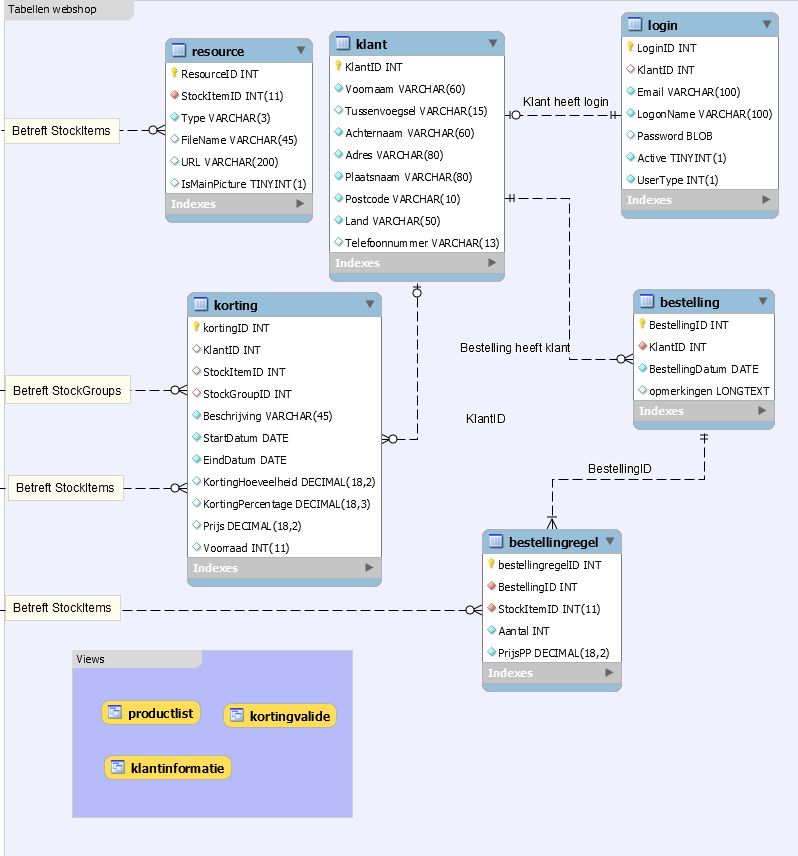 Tabellen webshop
resource
ResourceID INT
StockItemID INT(11)
Type VARCHAR(3)
FileName VARCHAR(45)
URL VARCHAR(200)
IsMainPicture TINYINT(1)
Indexes
klant
KlantID INT
Voornaam VARCHAR(60)
Tussenvoegsel VARCHAR(15)
Achternaam VARCHAR(60)
Adres VARCHAR(80)
Plaatsnaam VARCHAR(80)
Postcode VARCHAR(10)
Land VARCHAR(50)
Telefoonnummer VARCHAR(13)
Indexes
login
LoginID INT
KlantID INT
Email VARCHAR(100)
LogonName VARCHAR(100)
Password BLOB
Active TINYINT(1)
UserType INT(1)
Indexes
Klant heeft login
Betreft StockItems
korting
kortingID INT
KlantID INT
StockItemID INT
StockGroupID INT
Beschrijving VARCHAR(45)
StartDatum DATE
EindDatum DATE
KortingHoeveelheid DECIMAL(18,2)
KortingPercentage DECIMAL(18,3)
Prijs DECIMAL(18,2)
Voorraad INT(11)
Indexes
Betreft StockGroups
Betreft StockItems
Bestelling heeft klant
KlantID
bestelling
BestellingID INT
KlantID INT
BestellingDatum DATE
opmerkingen LONGTEXT
Indexes
BestellingID
bestellingregel
bestellingregelID INT
BestellingID INT
StockItemID INT(11)
Aantal INT
PrijsPP DECIMAL(18,2)
Indexes
Betreft StockItems
Views
productlist
kortingvalide
klantinformatie